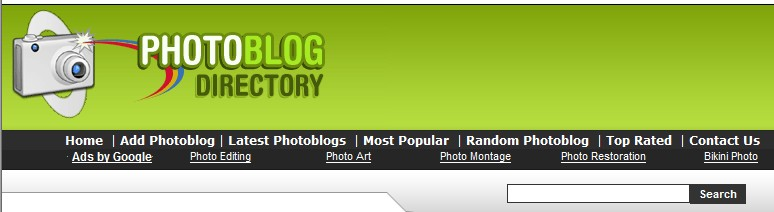 PHOTOBLOG
DIRECTORY
Home | Add Photoblog | Latest Photoblogs | Most Popular | Random Photoblog | Top Rated | Contact Us
Ads by Google Photo Editing Photo Art Photo Montage Photo Restoration Bikini Photo
Search